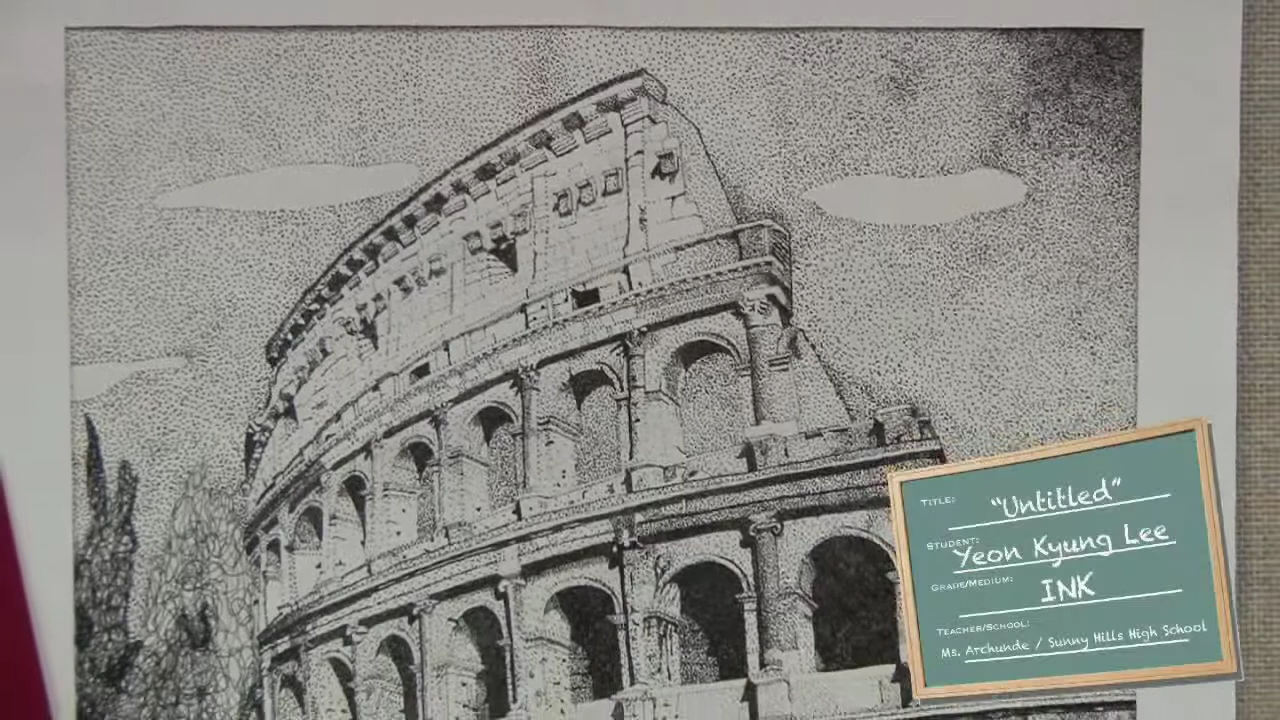 TITLE: "Untitled"
STUDENT: Yeon Kyung Lee
GRADE/MEDIUM: INK
TEACHER/SCHOOL:
Ms. Archunde / Sunny Hills High School